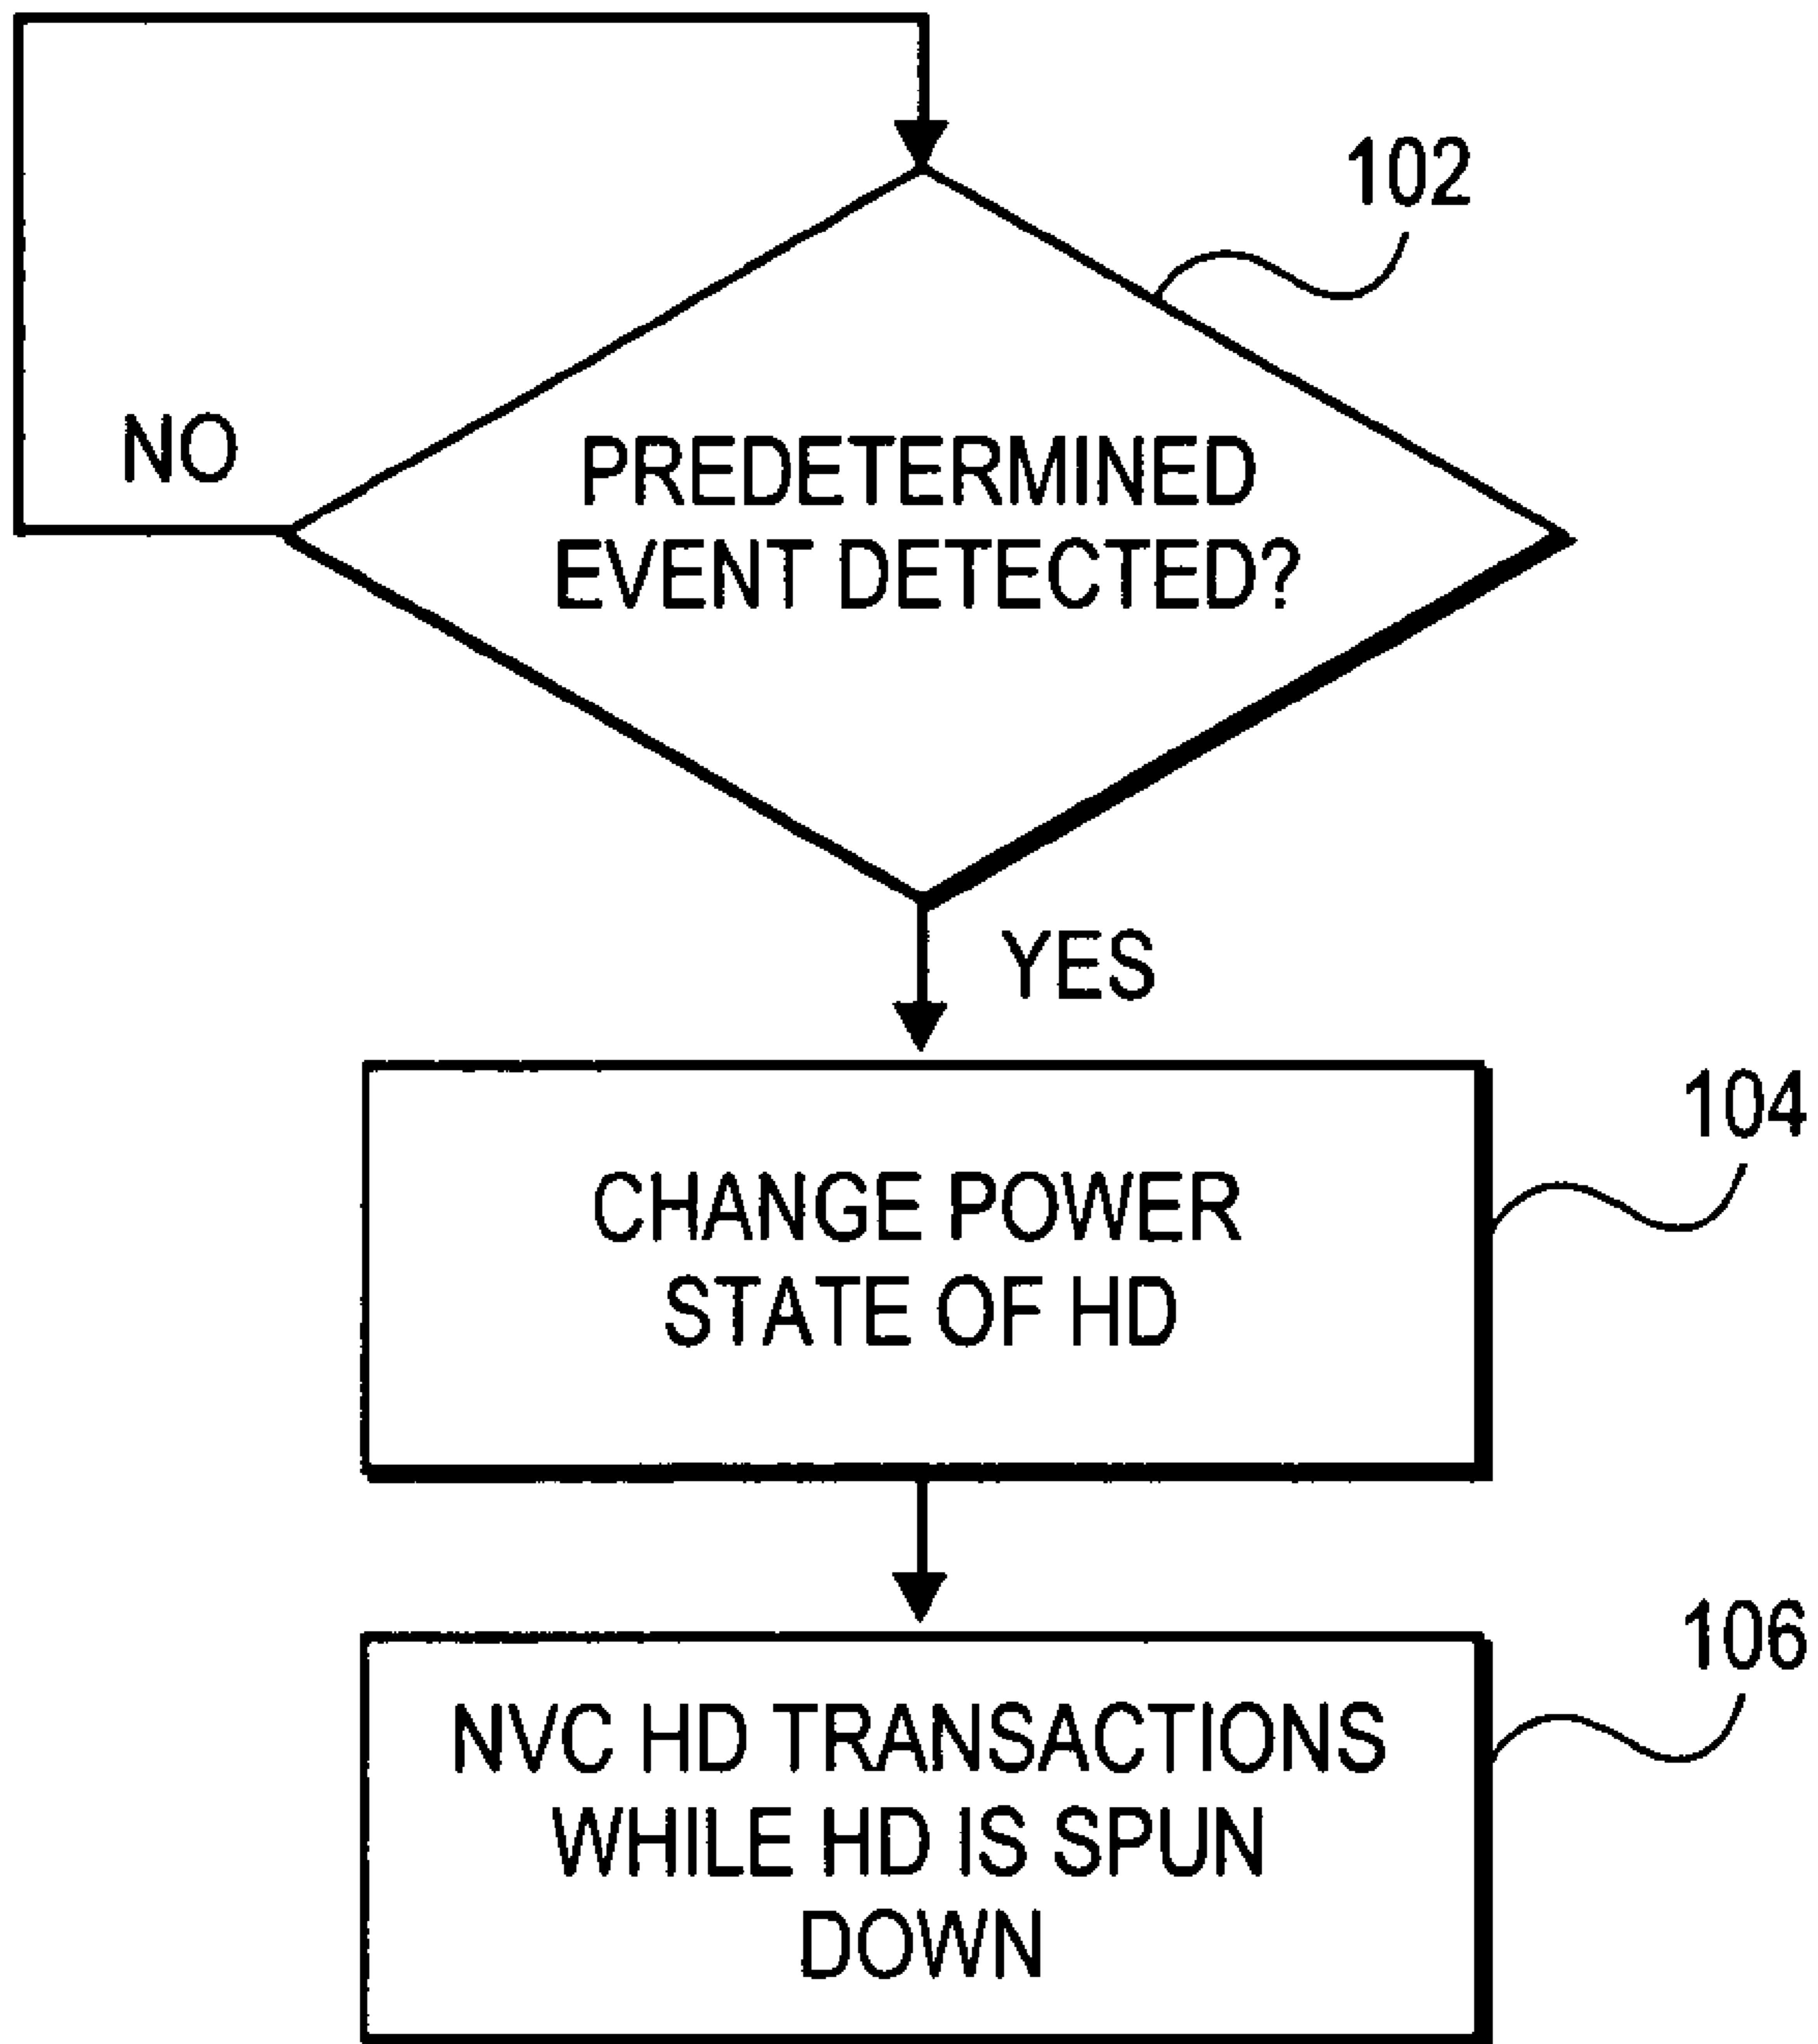 102
NO
PREDETERMINED
EVENT DETECTED?
YES
104
CHANGE POWER
STATE OF HD
106
NVC HD TRANSACTIONS
WHILE HD IS SPUN
DOWN